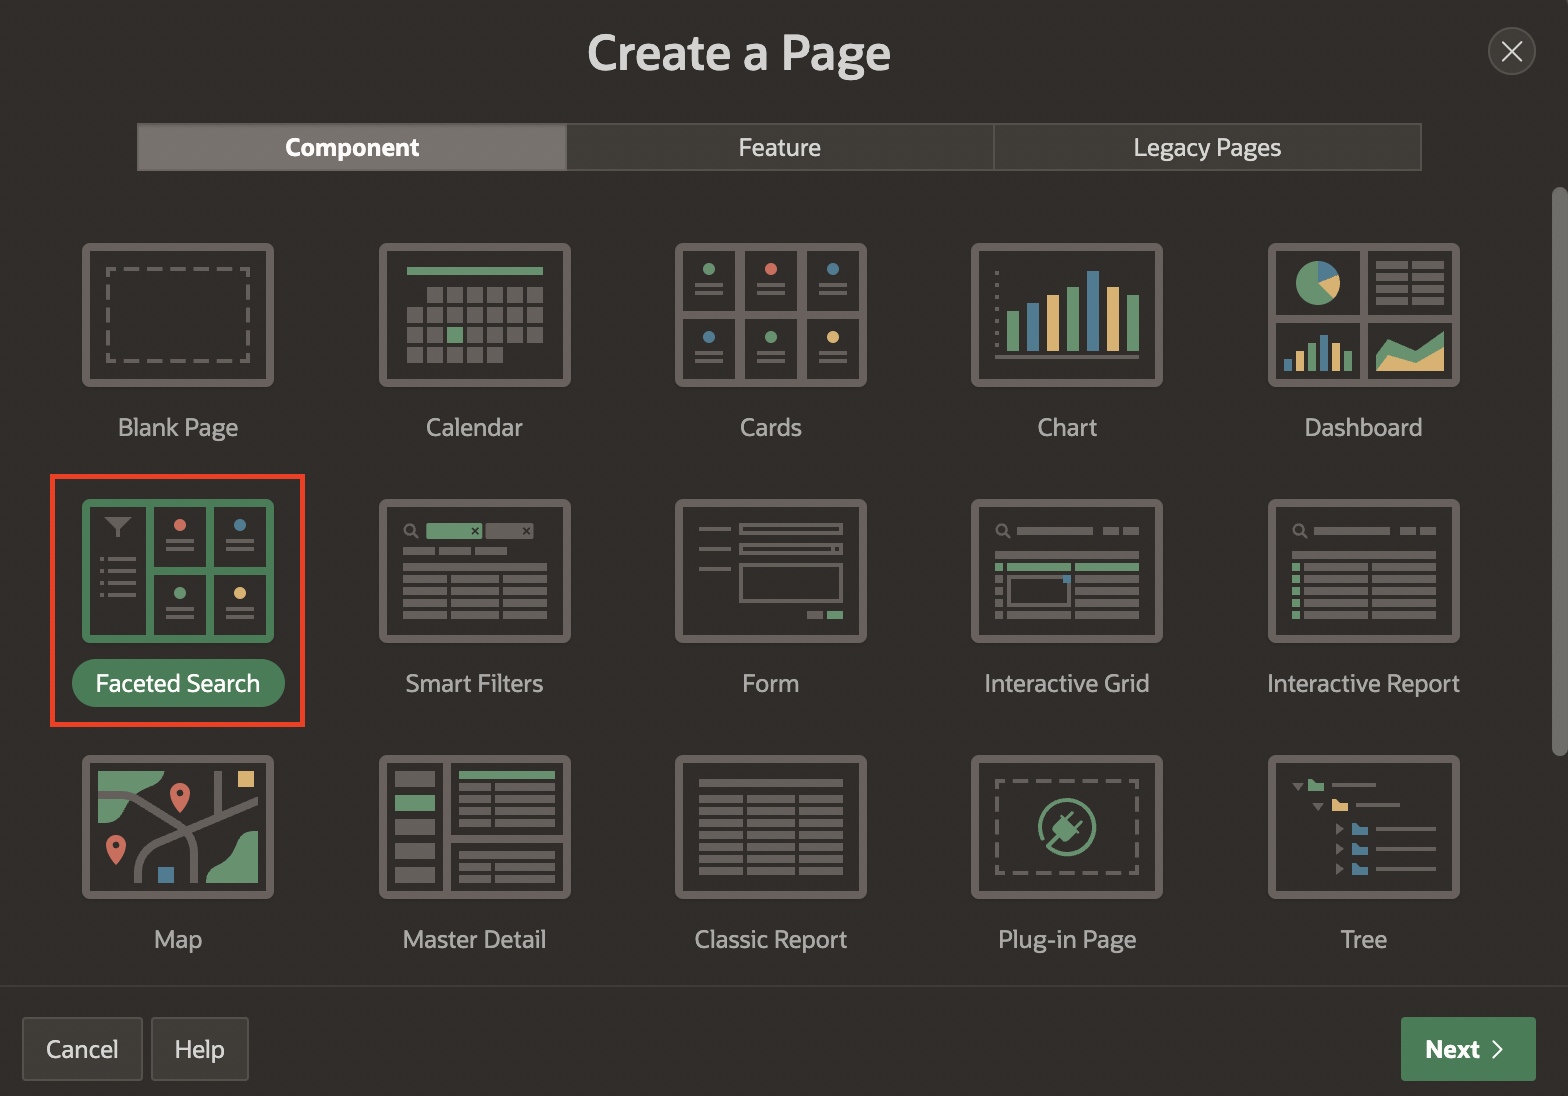 Create a Page
Component
Feature
Legacy Pages
Blank Page
Calendar
Cards
Chart
Dashboard
Faceted Search
Smart Filters
Form
Interactive Grid
Interactive Report
Map
Master Detail
Classic Report
Plug-in Page
Tree
Cancel
Help
Next